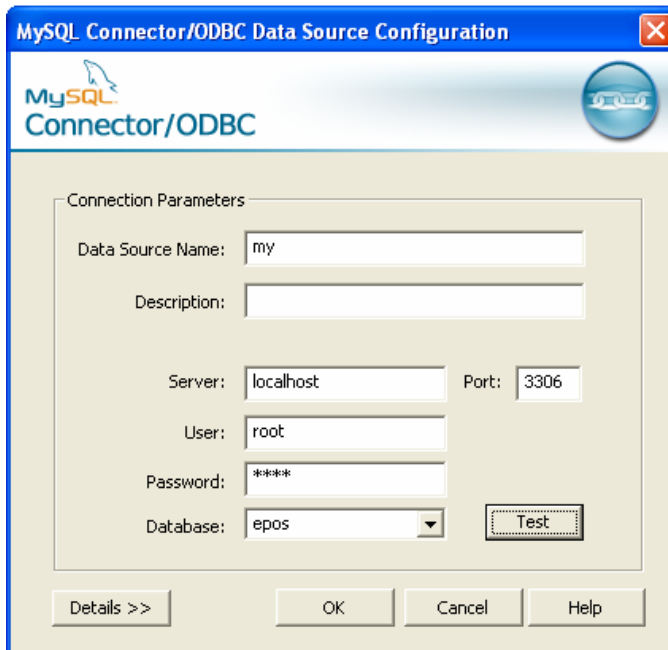 MySQL Connector/ODBC Data Source Configuration
MySQL
Connector/ODBC
Connection Parameters
Data Source Name: my
Description:
Server: localhost Port: 3306
User: root
Password: ****
Database: epos Test
Details >> OK Cancel Help